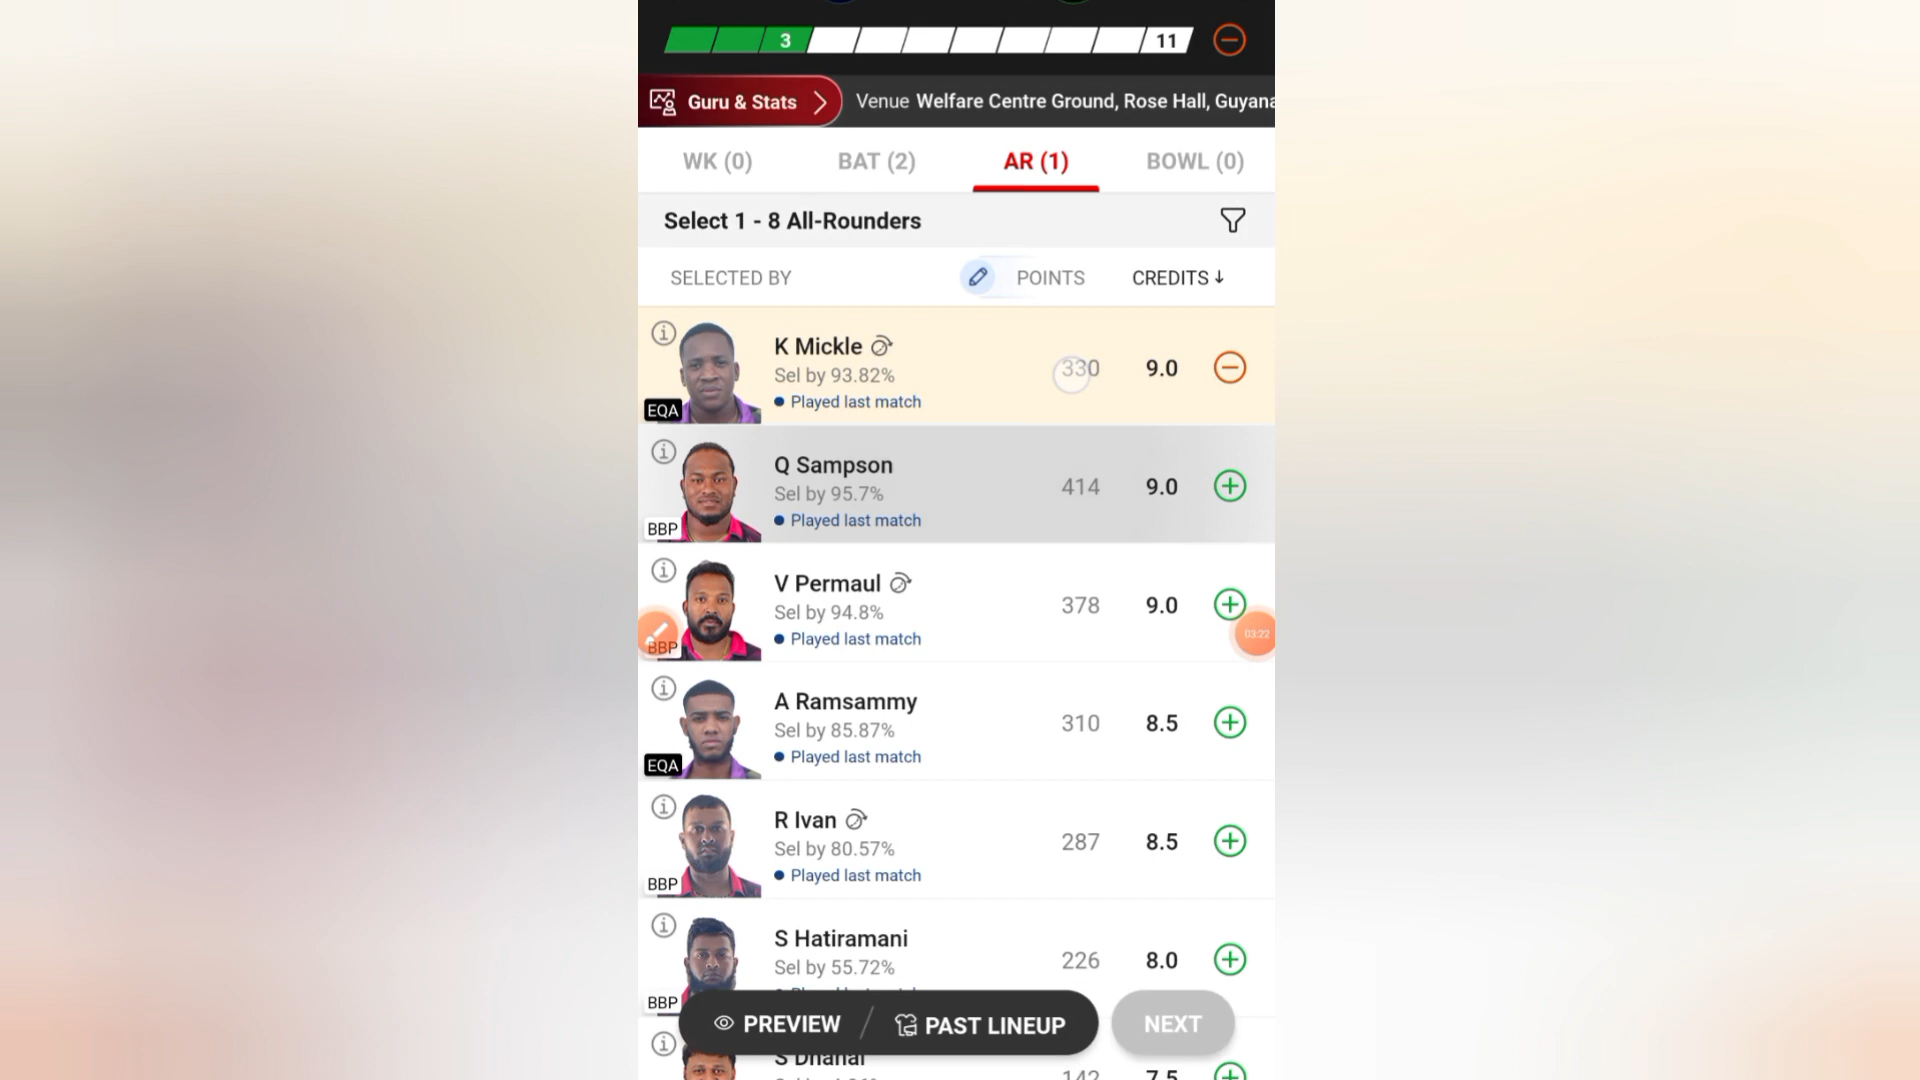 3 11
Guru & Stats Venue Welfare Centre Ground, Rose Hall, Guyana
WK (0) BAT (2) AR (1) BOWL (0)
Select 1 - 8 All-Rounders
SELECTED BY POINTS CREDITS ↓
K Mickle
Sel by 93.82% 330 9.0
Played last match
EQA
Q Sampson
Sel by 95.7% 414 9.0
Played last match
BBP
V Permaul
Sel by 94.8% 378 9.0
Played last match
BBP 03:22
A Ramsammy
Sel by 85.87% 310 8.5
Played last match
EQA
R Ivan
Sel by 80.57% 287 8.5
Played last match
BBP
S Hatiramani
Sel by 55.72% 226 8.0
BBP
PREVIEW / PAST LINEUP NEXT
142 7.5